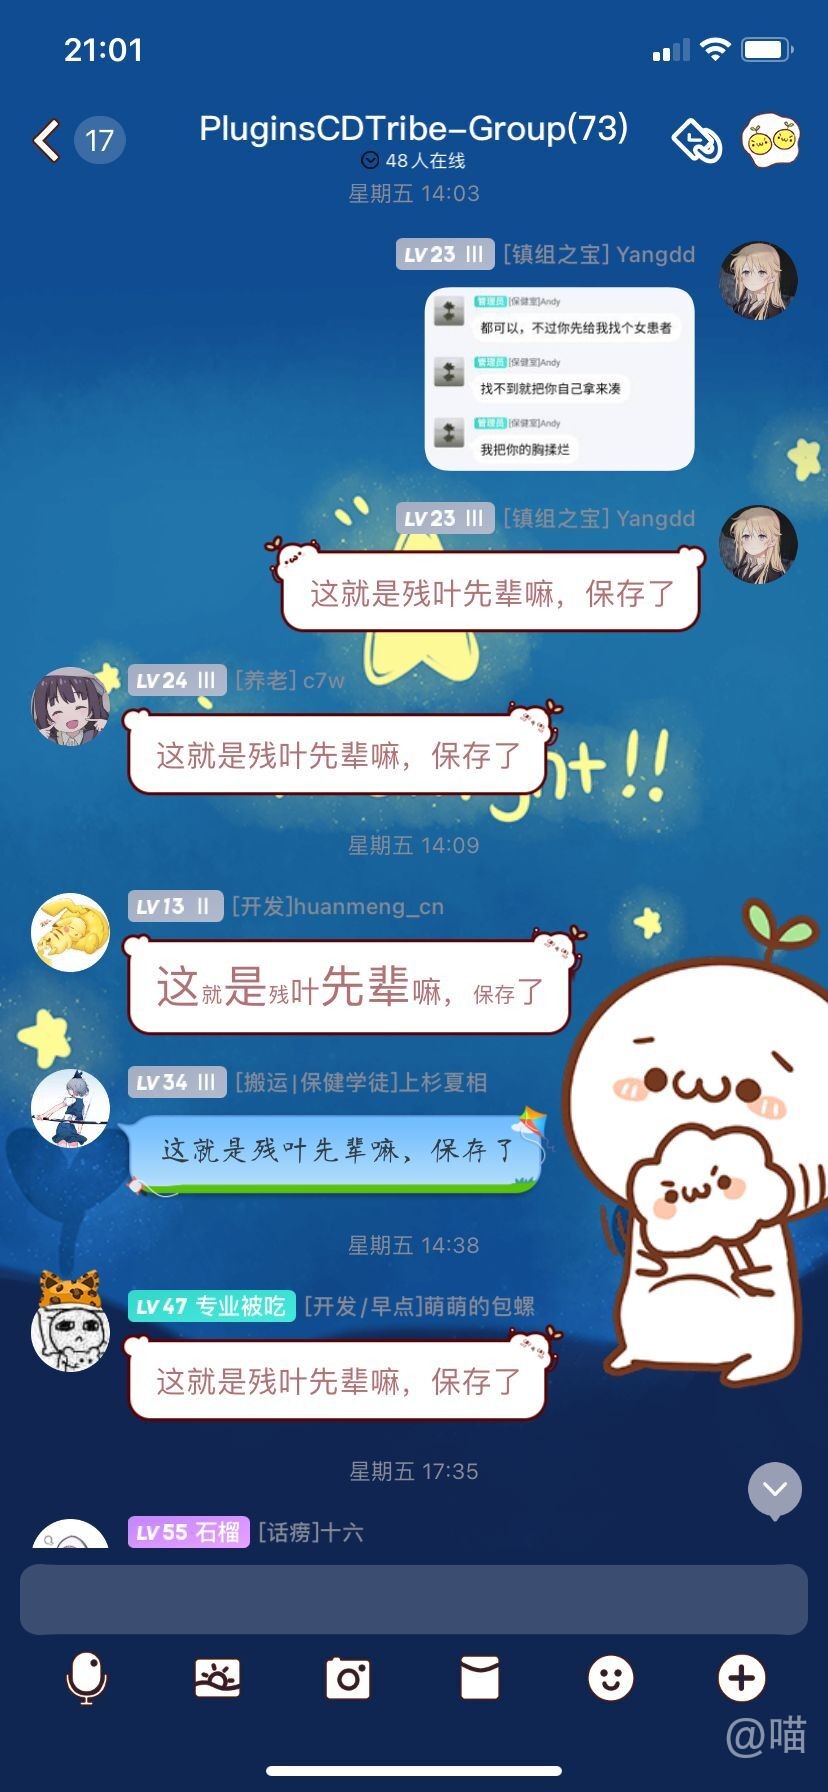 21:01
17
PluginsCDTribe-Group(73)
48人在线
星期五 14:03
LV23 III [镇组之宝] Yangdd
管理员 [保健室]Andy
都可以，不过你先给我找个女患者
管理员 [保健室]Andy
找不到就把你自己拿来凑
管理员 [保健室]Andy
我把你的胸揉烂
LV23 III [镇组之宝] Yangdd
这就是残叶先辈嘛，保存了
LV24 III [养老] c7w
这就是残叶先辈嘛，保存了
!!
星期五 14:09
LV13 II [开发]huanmeng_cn
这就是残叶先辈嘛，保存了
LV34 III [搬运|保健学徒]上杉夏相
这就是残叶先辈嘛，保存了
星期五 14:38
LV47 专业被吃 [开发/早点]萌萌的包螺
这就是残叶先辈嘛，保存了
星期五 17:35
LV55 石榴 [话痨]十六
@喵